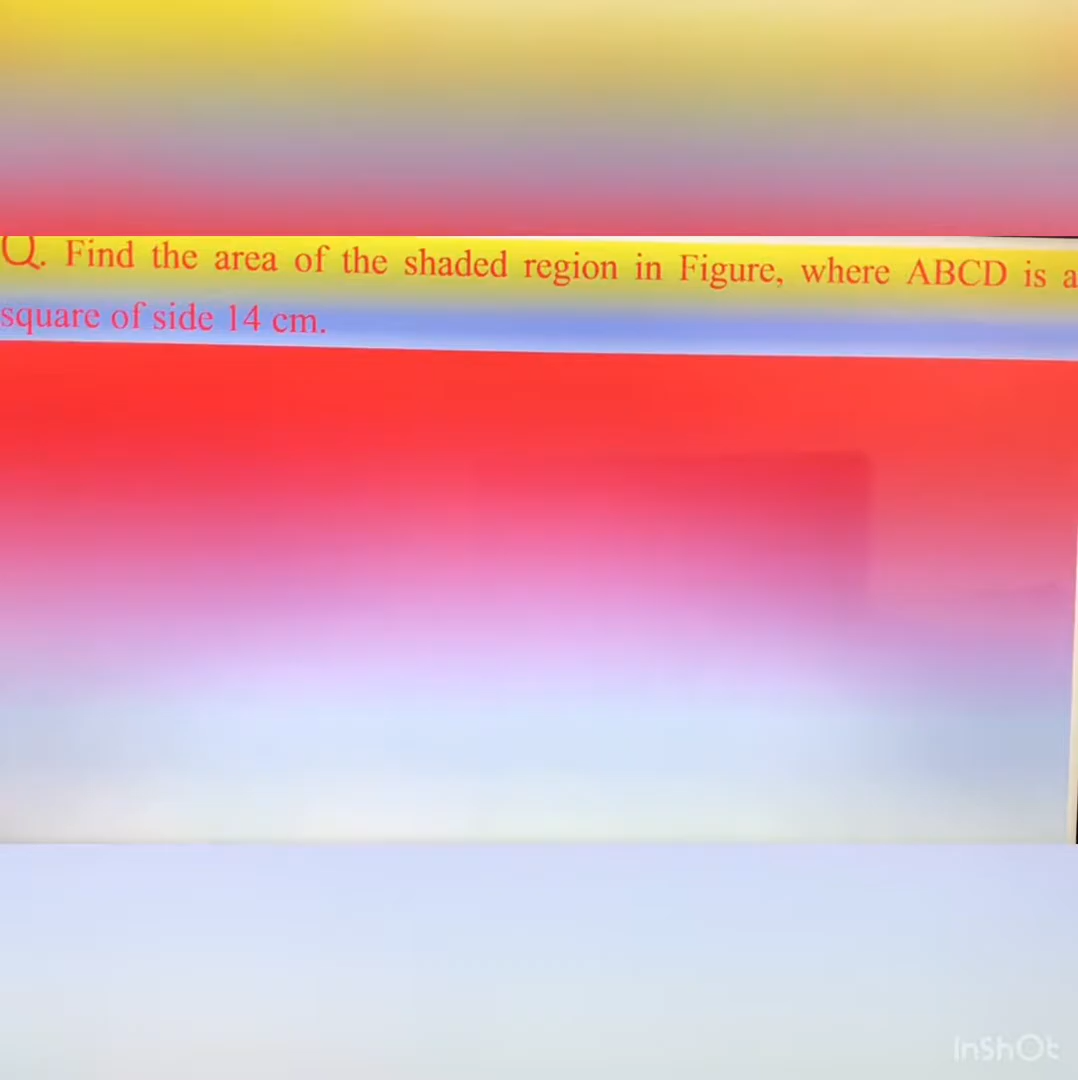 Q. Find the area of the shaded region in Figure, where ABCD is a
square of side 14 cm.
InShOt